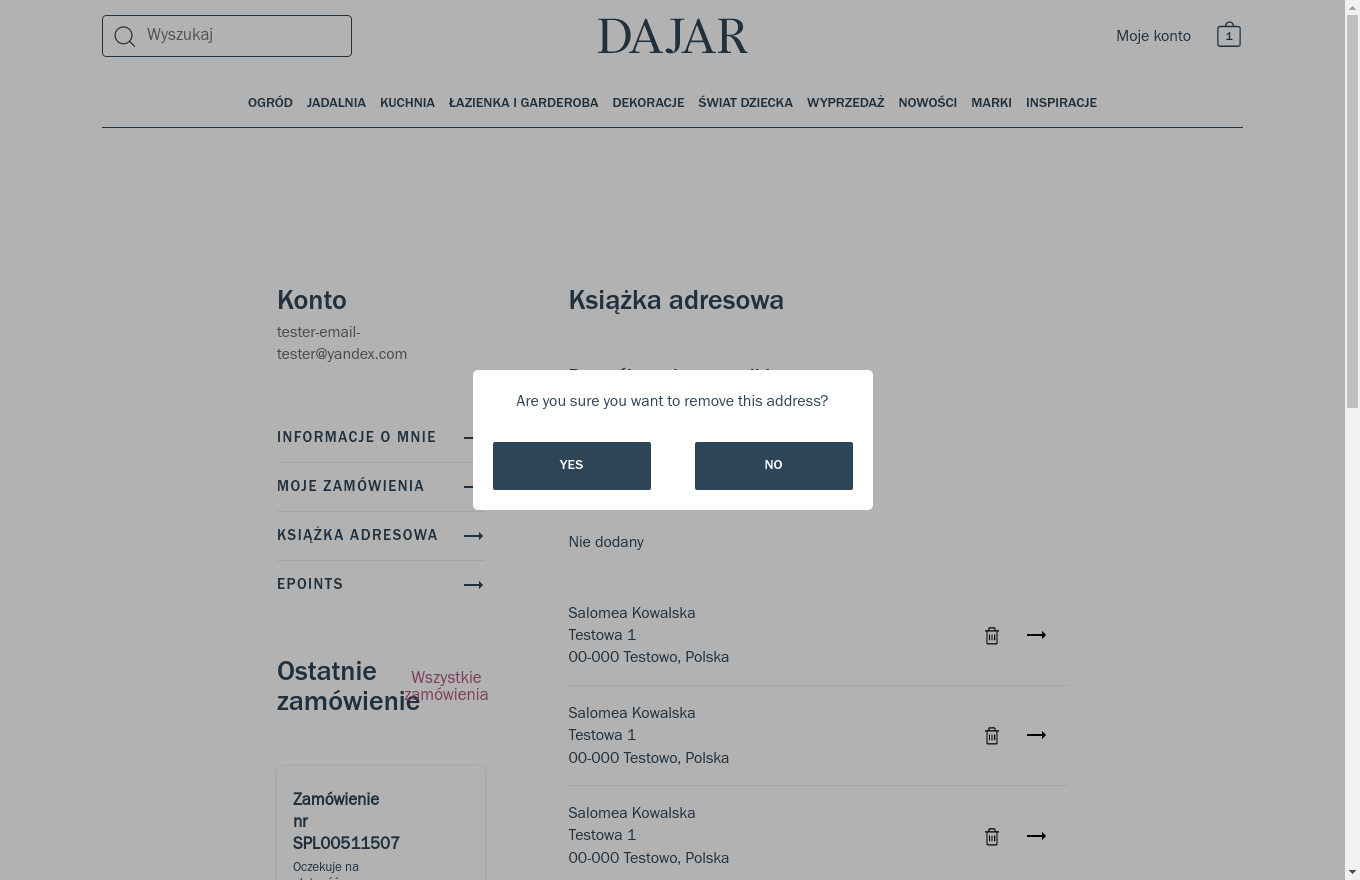 Wyszukaj
DAJAR
Moje konto
1
OGRÓD JADALNIA KUCHNIA ŁAZIENKA I GARDEROBA DEKORACJE ŚWIAT DZIECKA WYPRZEDAŻ NOWOŚCI MARKI INSPIRACJE
Konto
tester-email-
tester@yandex.com
INFORMACJE O MNIE
MOJE ZAMÓWIENIA
KSIĄŻKA ADRESOWA
EPOINTS
Ostatnie
zamówienie
Wszystkie
zamówienia
Zamówienie
nr
SPL00511507
Oczekuje na
Książka adresowa
Are you sure you want to remove this address?
YES
NO
Nie dodany
Salomea Kowalska
Testowa 1
00-000 Testowo, Polska
Salomea Kowalska
Testowa 1
00-000 Testowo, Polska
Salomea Kowalska
Testowa 1
00-000 Testowo, Polska